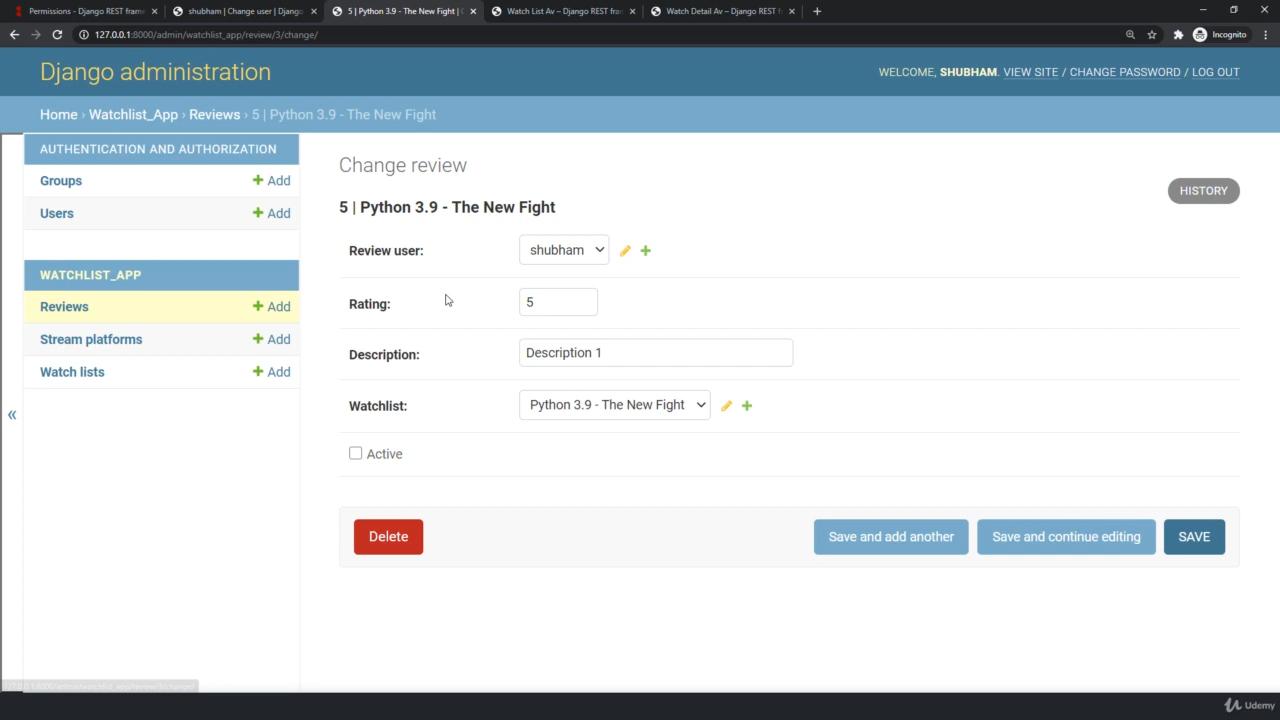 Permissions - Django REST frame
shubham | Change user | Django
5 | Python 3.9 - The New Fight |
Watch List Av – Django REST fra
Watch Detail Av – Django REST f
127.0.0.1:8000/admin/watchlist_app/review/3/change/
Incognito
Django administration
WELCOME, SHUBHAM. VIEW SITE / CHANGE PASSWORD / LOG OUT
Home › Watchlist_App › Reviews › 5 | Python 3.9 - The New Fight
AUTHENTICATION AND AUTHORIZATION
Groups + Add
Users + Add
WATCHLIST_APP
Reviews + Add
Stream platforms + Add
Watch lists + Add
«
Change review
HISTORY
5 | Python 3.9 - The New Fight
Review user: shubham
Rating: 5
Description: Description 1
Watchlist: Python 3.9 - The New Fight
Active
Delete
Save and add another
Save and continue editing
SAVE
Udemy